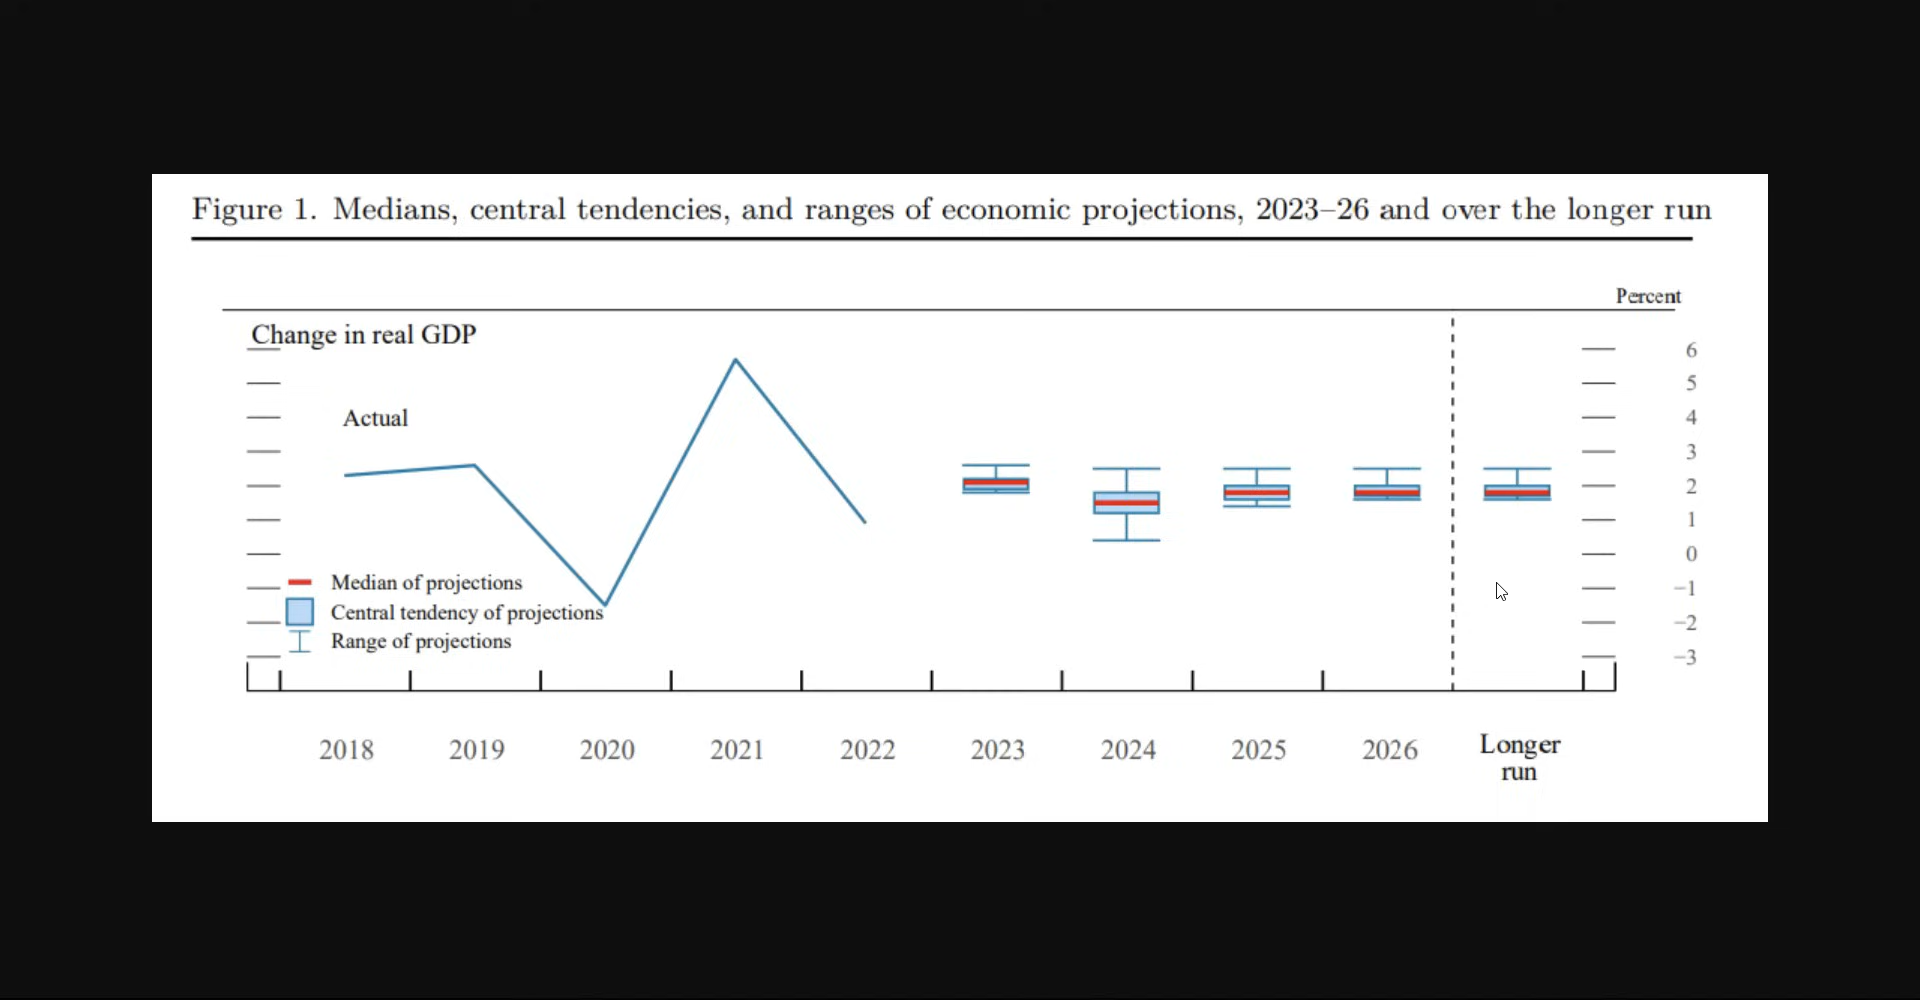 Figure 1. Medians, central tendencies, and ranges of economic projections, 2023–26 and over the longer run
Percent
Change in real GDP
Actual
6
5
4
3
2
1
0
−1
−2
−3
Median of projections
Central tendency of projections
Range of projections
2018 2019 2020 2021 2022 2023 2024 2025 2026 Longer
run